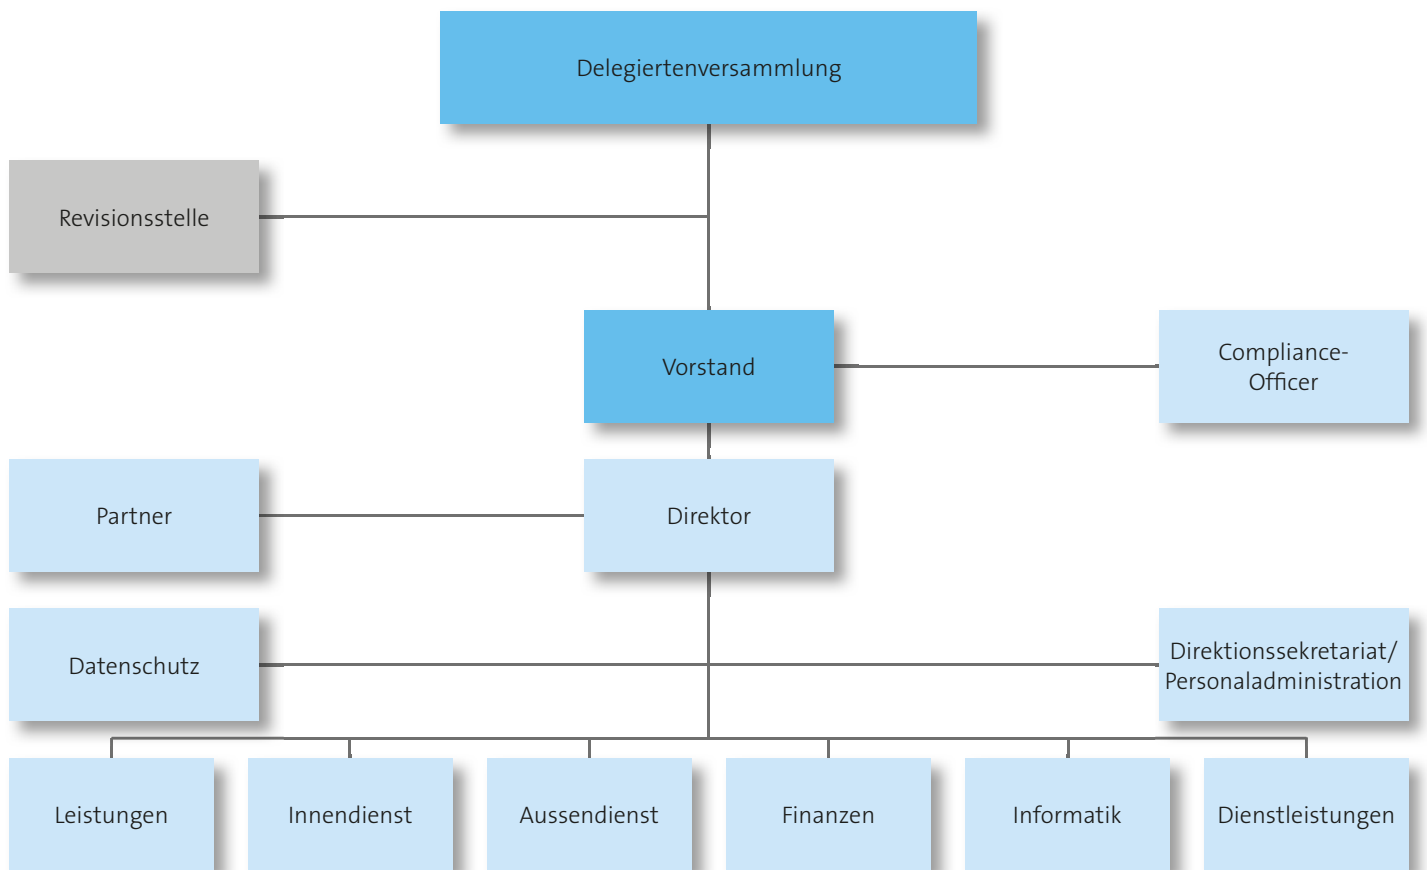 Delegiertenversammlung
Revisionsstelle
Vorstand
Compliance-
Officer
Partner
Direktor
Datenschutz
Direktionssekretariat/
Personaladministration
Leistungen
Innendienst
Aussendienst
Finanzen
Informatik
Dienstleistungen